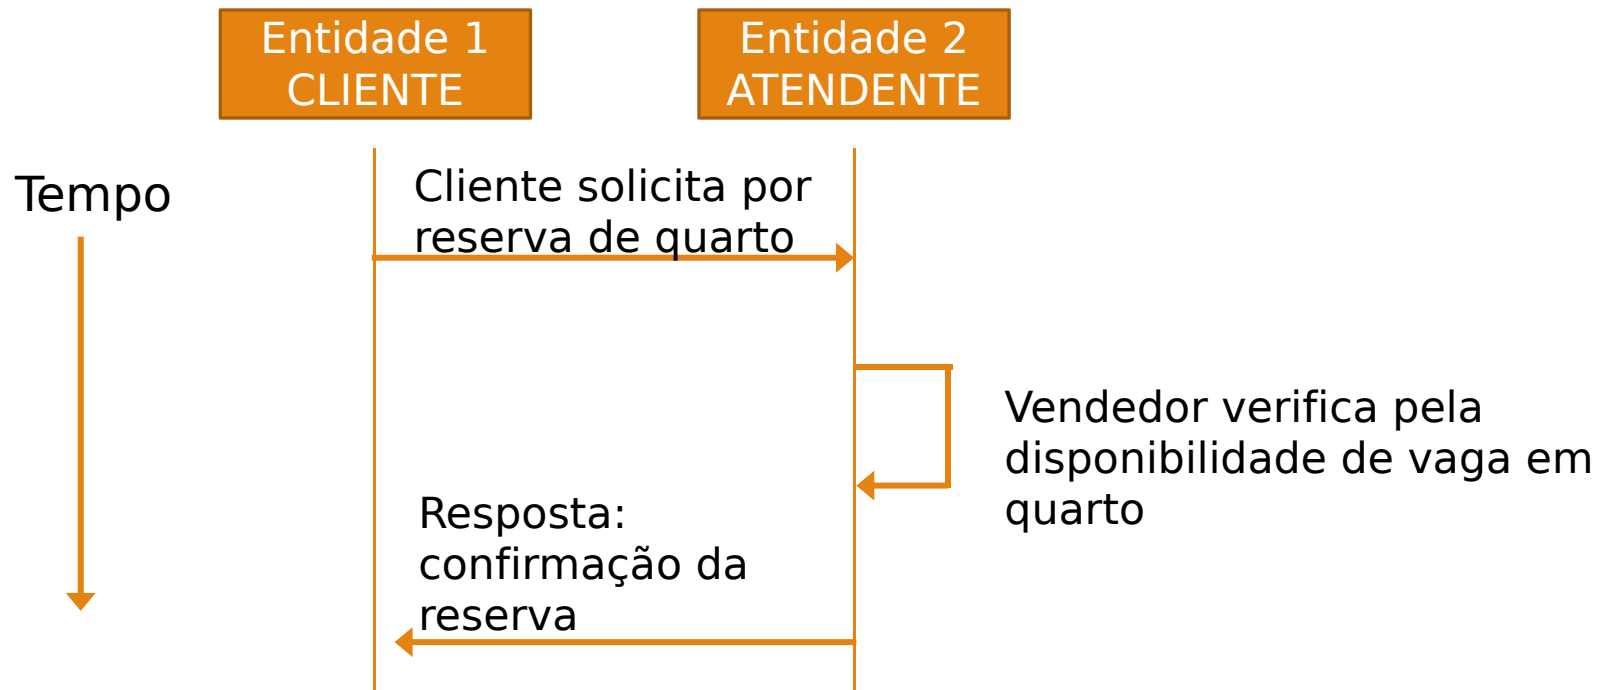 Entidade 1
CLIENTE
Entidade 2
ATENDENTE
Tempo
Cliente solicita por
reserva de quarto
Vendedor verifica pela
disponibilidade de vaga em
quarto
Resposta:
confirmação da
reserva